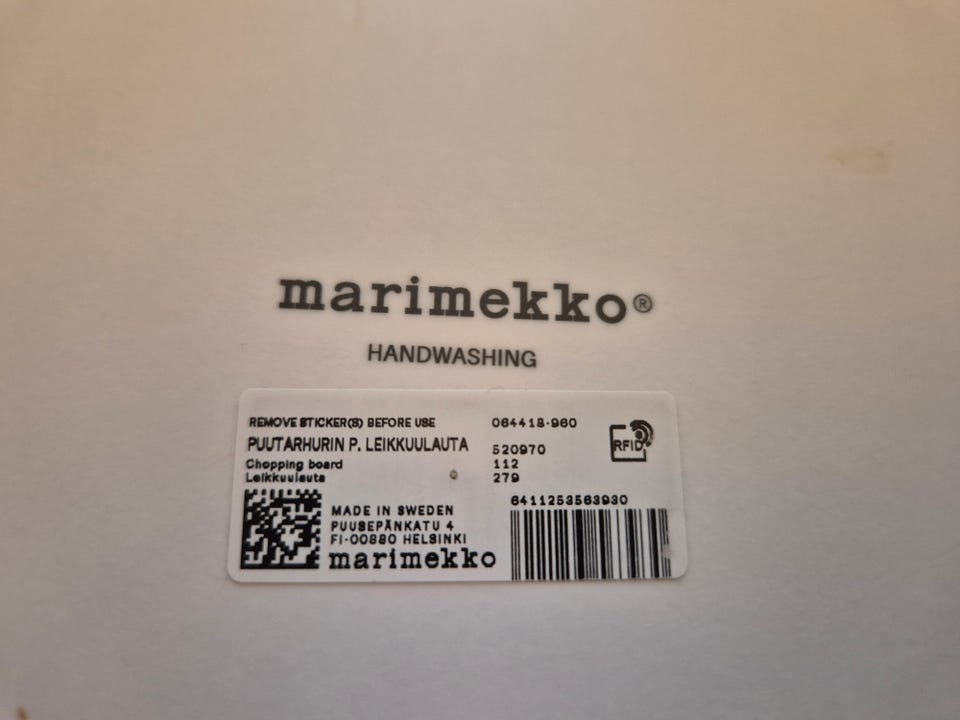 marimekko®
HANDWASHING
REMOVE STICKER(S) BEFORE USE
PUUTARHURIN P. LEIKKUULAUTA
Chopping board
Leikkuulauta
064418-960
520970
112
279
RFID
6411253563930
MADE IN SWEDEN
PUUSEPÄNKATU 4
FI-00880 HELSINKI
marimekko